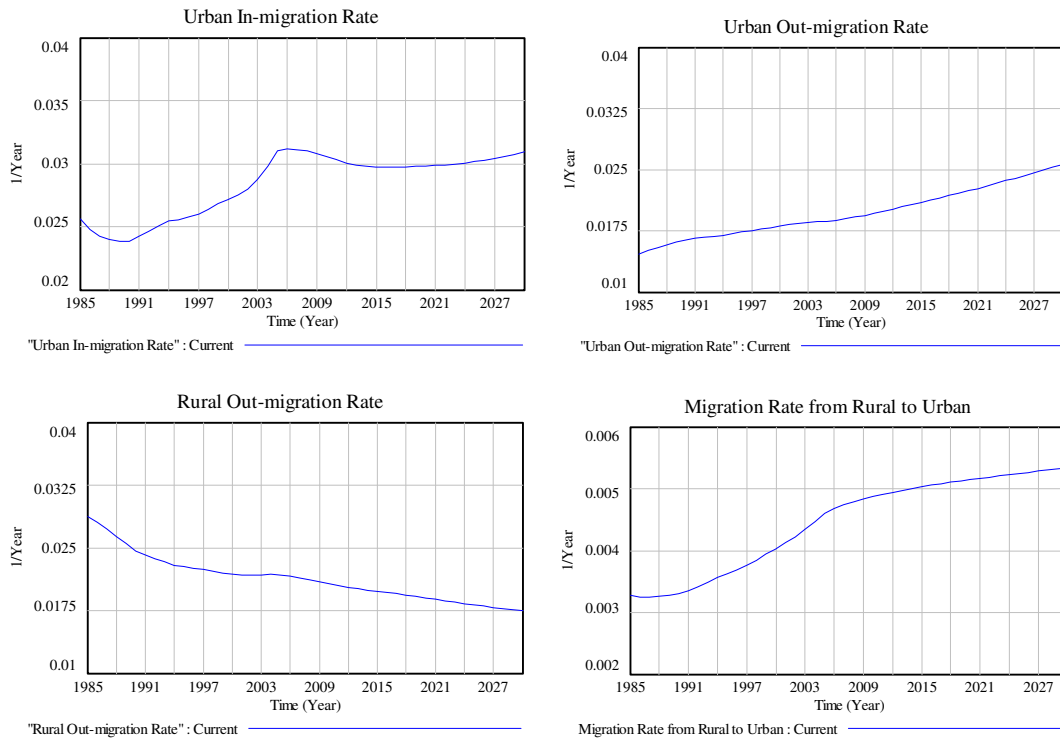 Urban In-migration Rate
0.04
0.035
0.03
0.025
0.02
1/Year
1985 1991 1997 2003 2009 2015 2021 2027
Time (Year)
"Urban In-migration Rate" : Current
Urban Out-migration Rate
0.04
0.0325
0.025
0.0175
0.01
1/Year
1985 1991 1997 2003 2009 2015 2021 2027
Time (Year)
"Urban Out-migration Rate" : Current
Rural Out-migration Rate
0.04
0.0325
0.025
0.0175
0.01
1/Year
1985 1991 1997 2003 2009 2015 2021 2027
Time (Year)
"Rural Out-migration Rate" : Current
Migration Rate from Rural to Urban
0.006
0.005
0.004
0.003
0.002
1/Year
1985 1991 1997 2003 2009 2015 2021 2027
Time (Year)
Migration Rate from Rural to Urban : Current